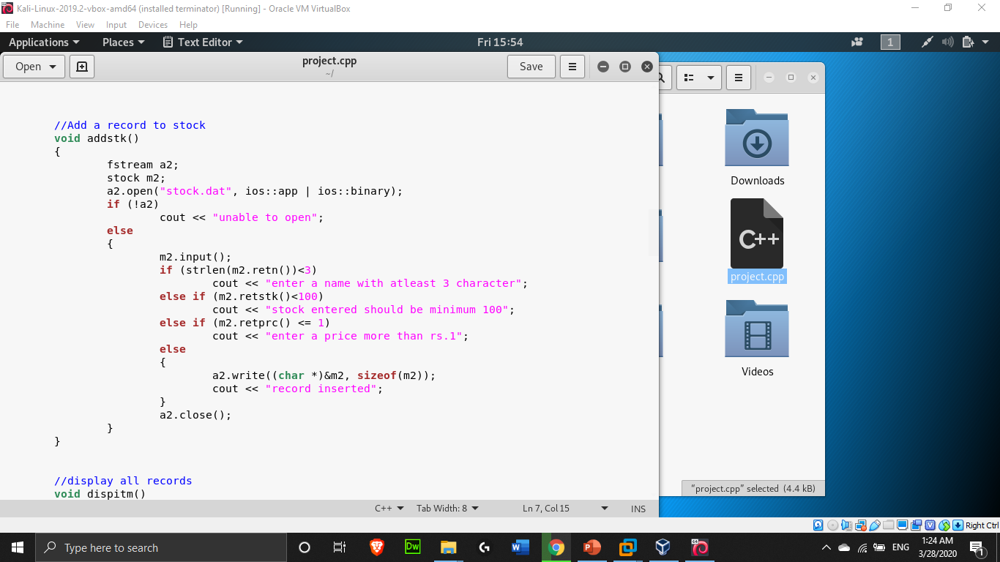 Kali-Linux-2019.2-vbox-amd64 (installed terminator) [Running] - Oracle VM VirtualBox
File Machine View Input Devices Help
Applications Places Text Editor Fri 15:54 1
Open project.cpp Save
~/
//Add a record to stock
void addstk()
{
fstream a2;
stock m2;
a2.open("stock.dat", ios::app | ios::binary);
if (!a2)
cout << "unable to open";
else
{
m2.input();
if (strlen(m2.retn())<3)
cout << "enter a name with atleast 3 character";
else if (m2.retstk()<100)
cout << "stock entered should be minimum 100";
else if (m2.retprc() <= 1)
cout << "enter a price more than rs.1";
else
{
a2.write((char *)&m2, sizeof(m2));
cout << "record inserted";
}
a2.close();
}
}
//display all records
void dispitm()
C++ Tab Width: 8 Ln 7, Col 15 INS
Downloads
C++
project.cpp
Videos
"project.cpp" selected (4.4 kB)
Right Ctrl
Type here to search
Dw
W
P
64
ENG
1:24 AM
3/28/2020
1